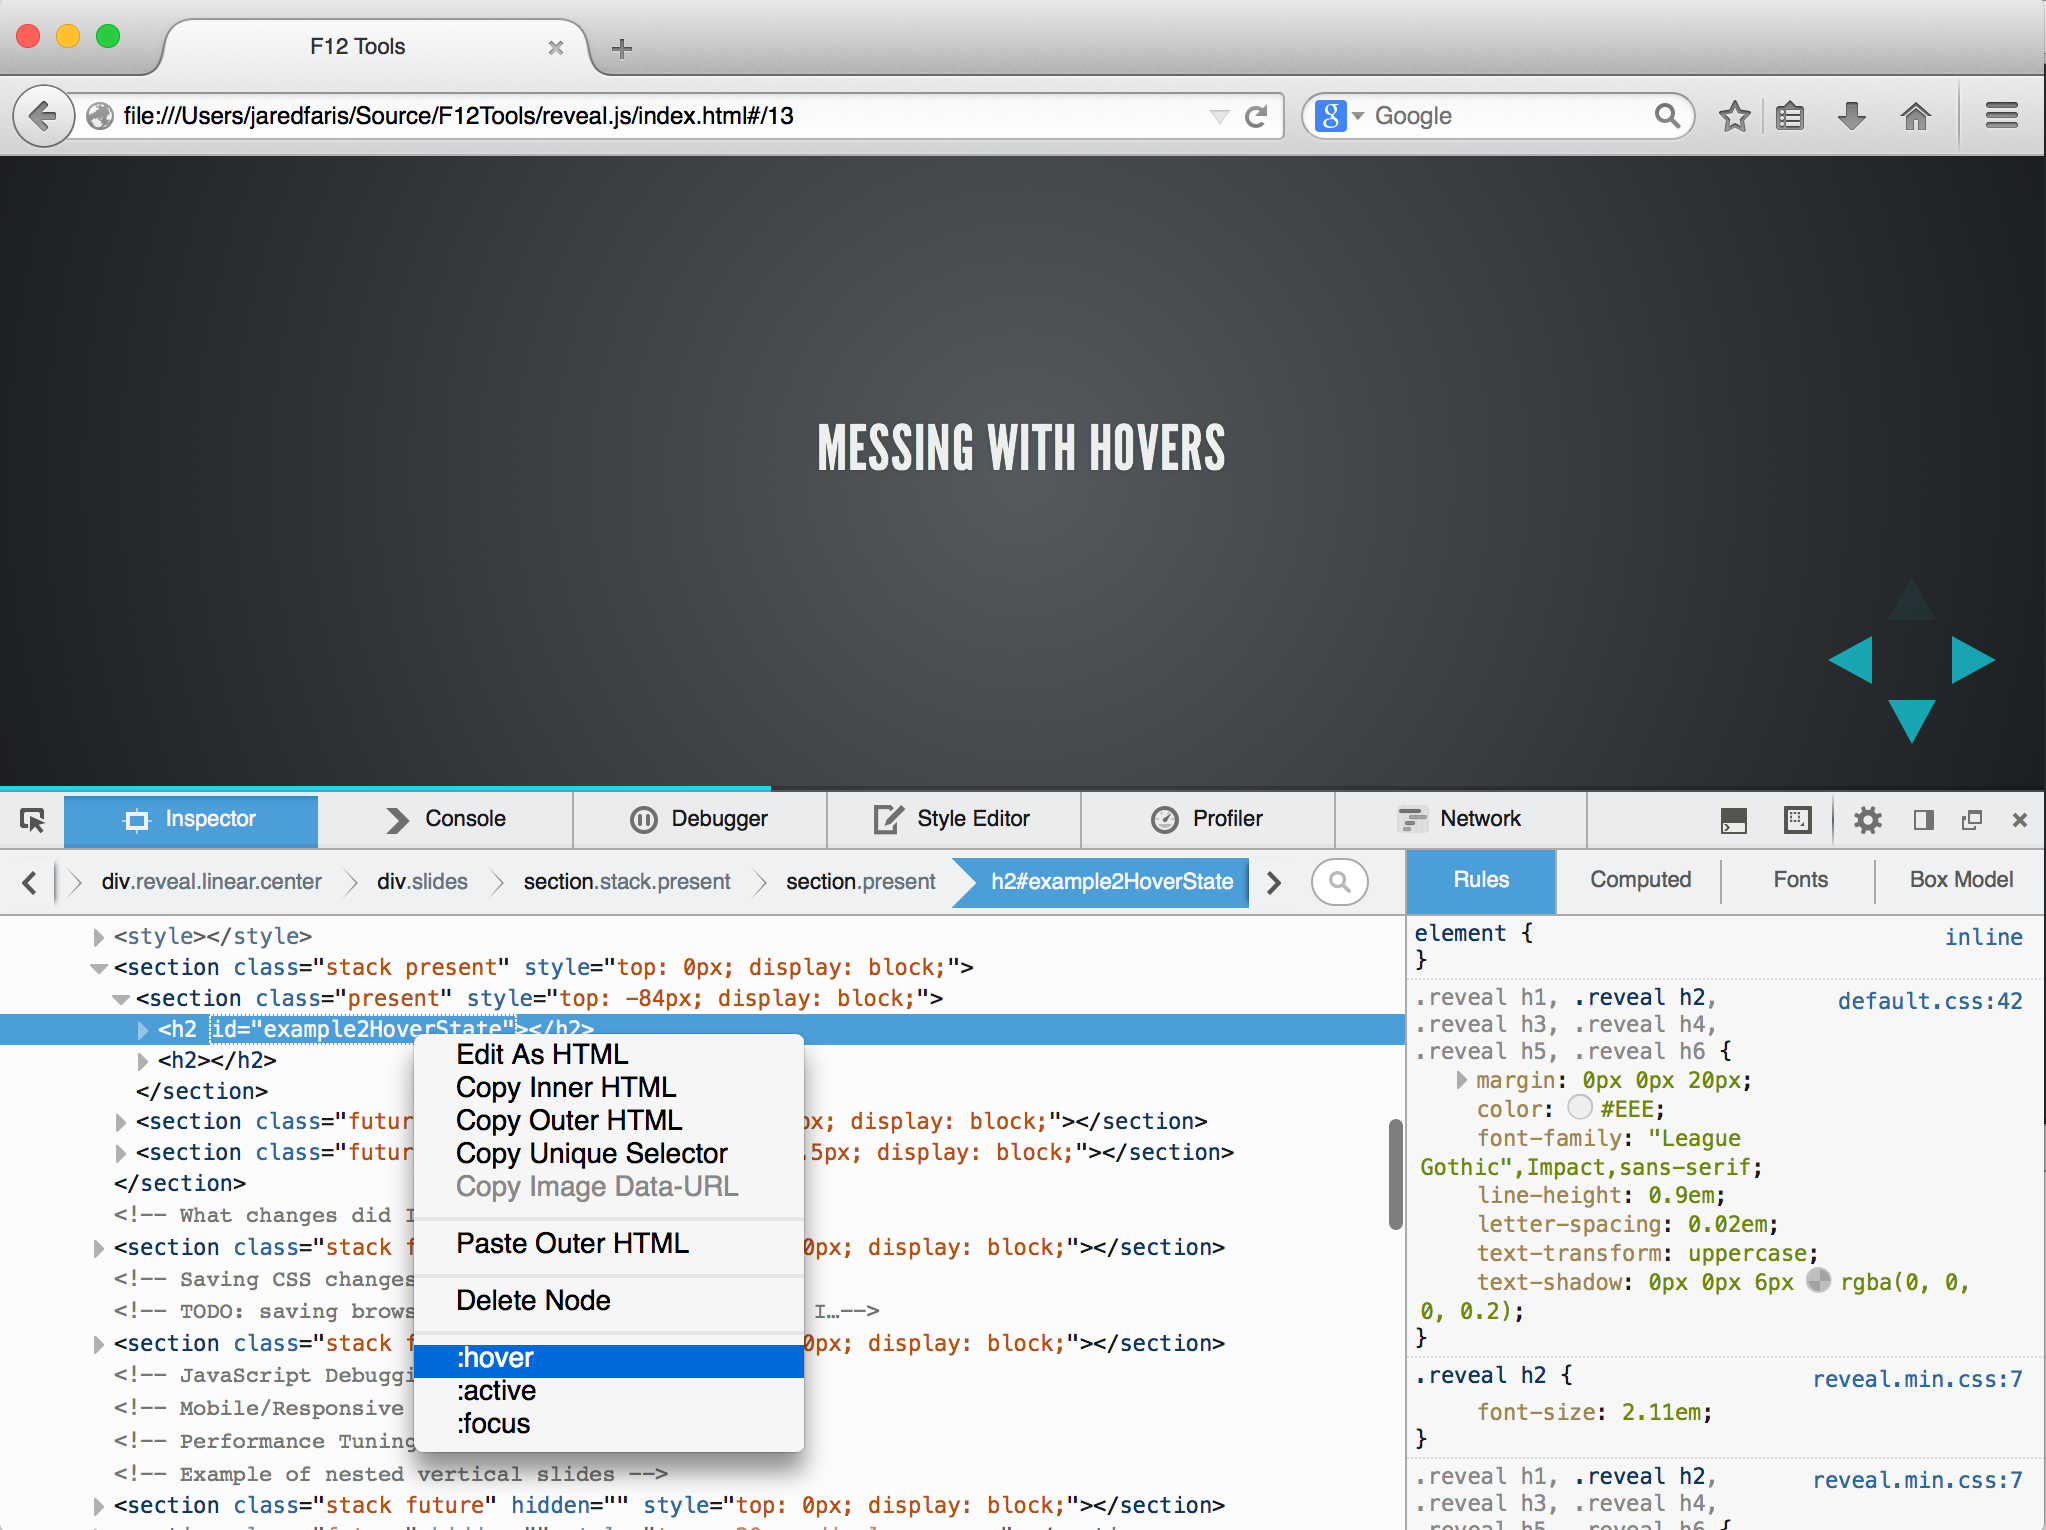 F12 Tools
file:///Users/jaredfaris/Source/F12Tools/reveal.js/index.html#/13
g Google
MESSING WITH HOVERS
Inspector Console Debugger Style Editor Profiler Network
div.reveal.linear.center div.slides section.stack.present section.present h2#example2HoverState
Rules Computed Fonts Box Model
<style></style>
<section class="stack present" style="top: 0px; display: block;">
<section class="present" style="top: -84px; display: block;">
<h2 id="example2HoverState"></h2>
<h2></h2>
</section>
<section class="futur px; display: block;"></section>
<section class="futur .5px; display: block;"></section>
</section>
<!-- What changes did I
<section class="stack f 0px; display: block;"></section>
<!-- Saving CSS changes
<!-- TODO: saving brows I…-->
<section class="stack f 0px; display: block;"></section>
<!-- JavaScript Debuggi
<!-- Mobile/Responsive
<!-- Performance Tuning
<!-- Example of nested vertical slides -->
<section class="stack future" hidden="" style="top: 0px; display: block;"></section>
Edit As HTML
Copy Inner HTML
Copy Outer HTML
Copy Unique Selector
Copy Image Data-URL
Paste Outer HTML
Delete Node
:hover
:active
:focus
element { inline
}
.reveal h1, .reveal h2, default.css:42
.reveal h3, .reveal h4,
.reveal h5, .reveal h6 {
margin: 0px 0px 20px;
color: #EEE;
font-family: "League
Gothic",Impact,sans-serif;
line-height: 0.9em;
letter-spacing: 0.02em;
text-transform: uppercase;
text-shadow: 0px 0px 6px rgba(0, 0,
0, 0.2);
}
.reveal h2 { reveal.min.css:7
font-size: 2.11em;
}
.reveal h1, .reveal h2, reveal.min.css:7
.reveal h3, .reveal h4,
.reveal h5, .reveal h6 {